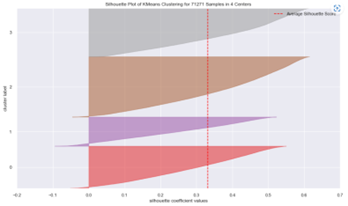 Silhouette Plot of KMeans Clustering for 71271 Samples in 4 Centers
Average Silhouette Score
3
2
1
0
cluster label
-0.2 -0.1 0.0 0.1 0.2 0.3 0.4 0.5 0.6 0.7
silhouette coefficient values